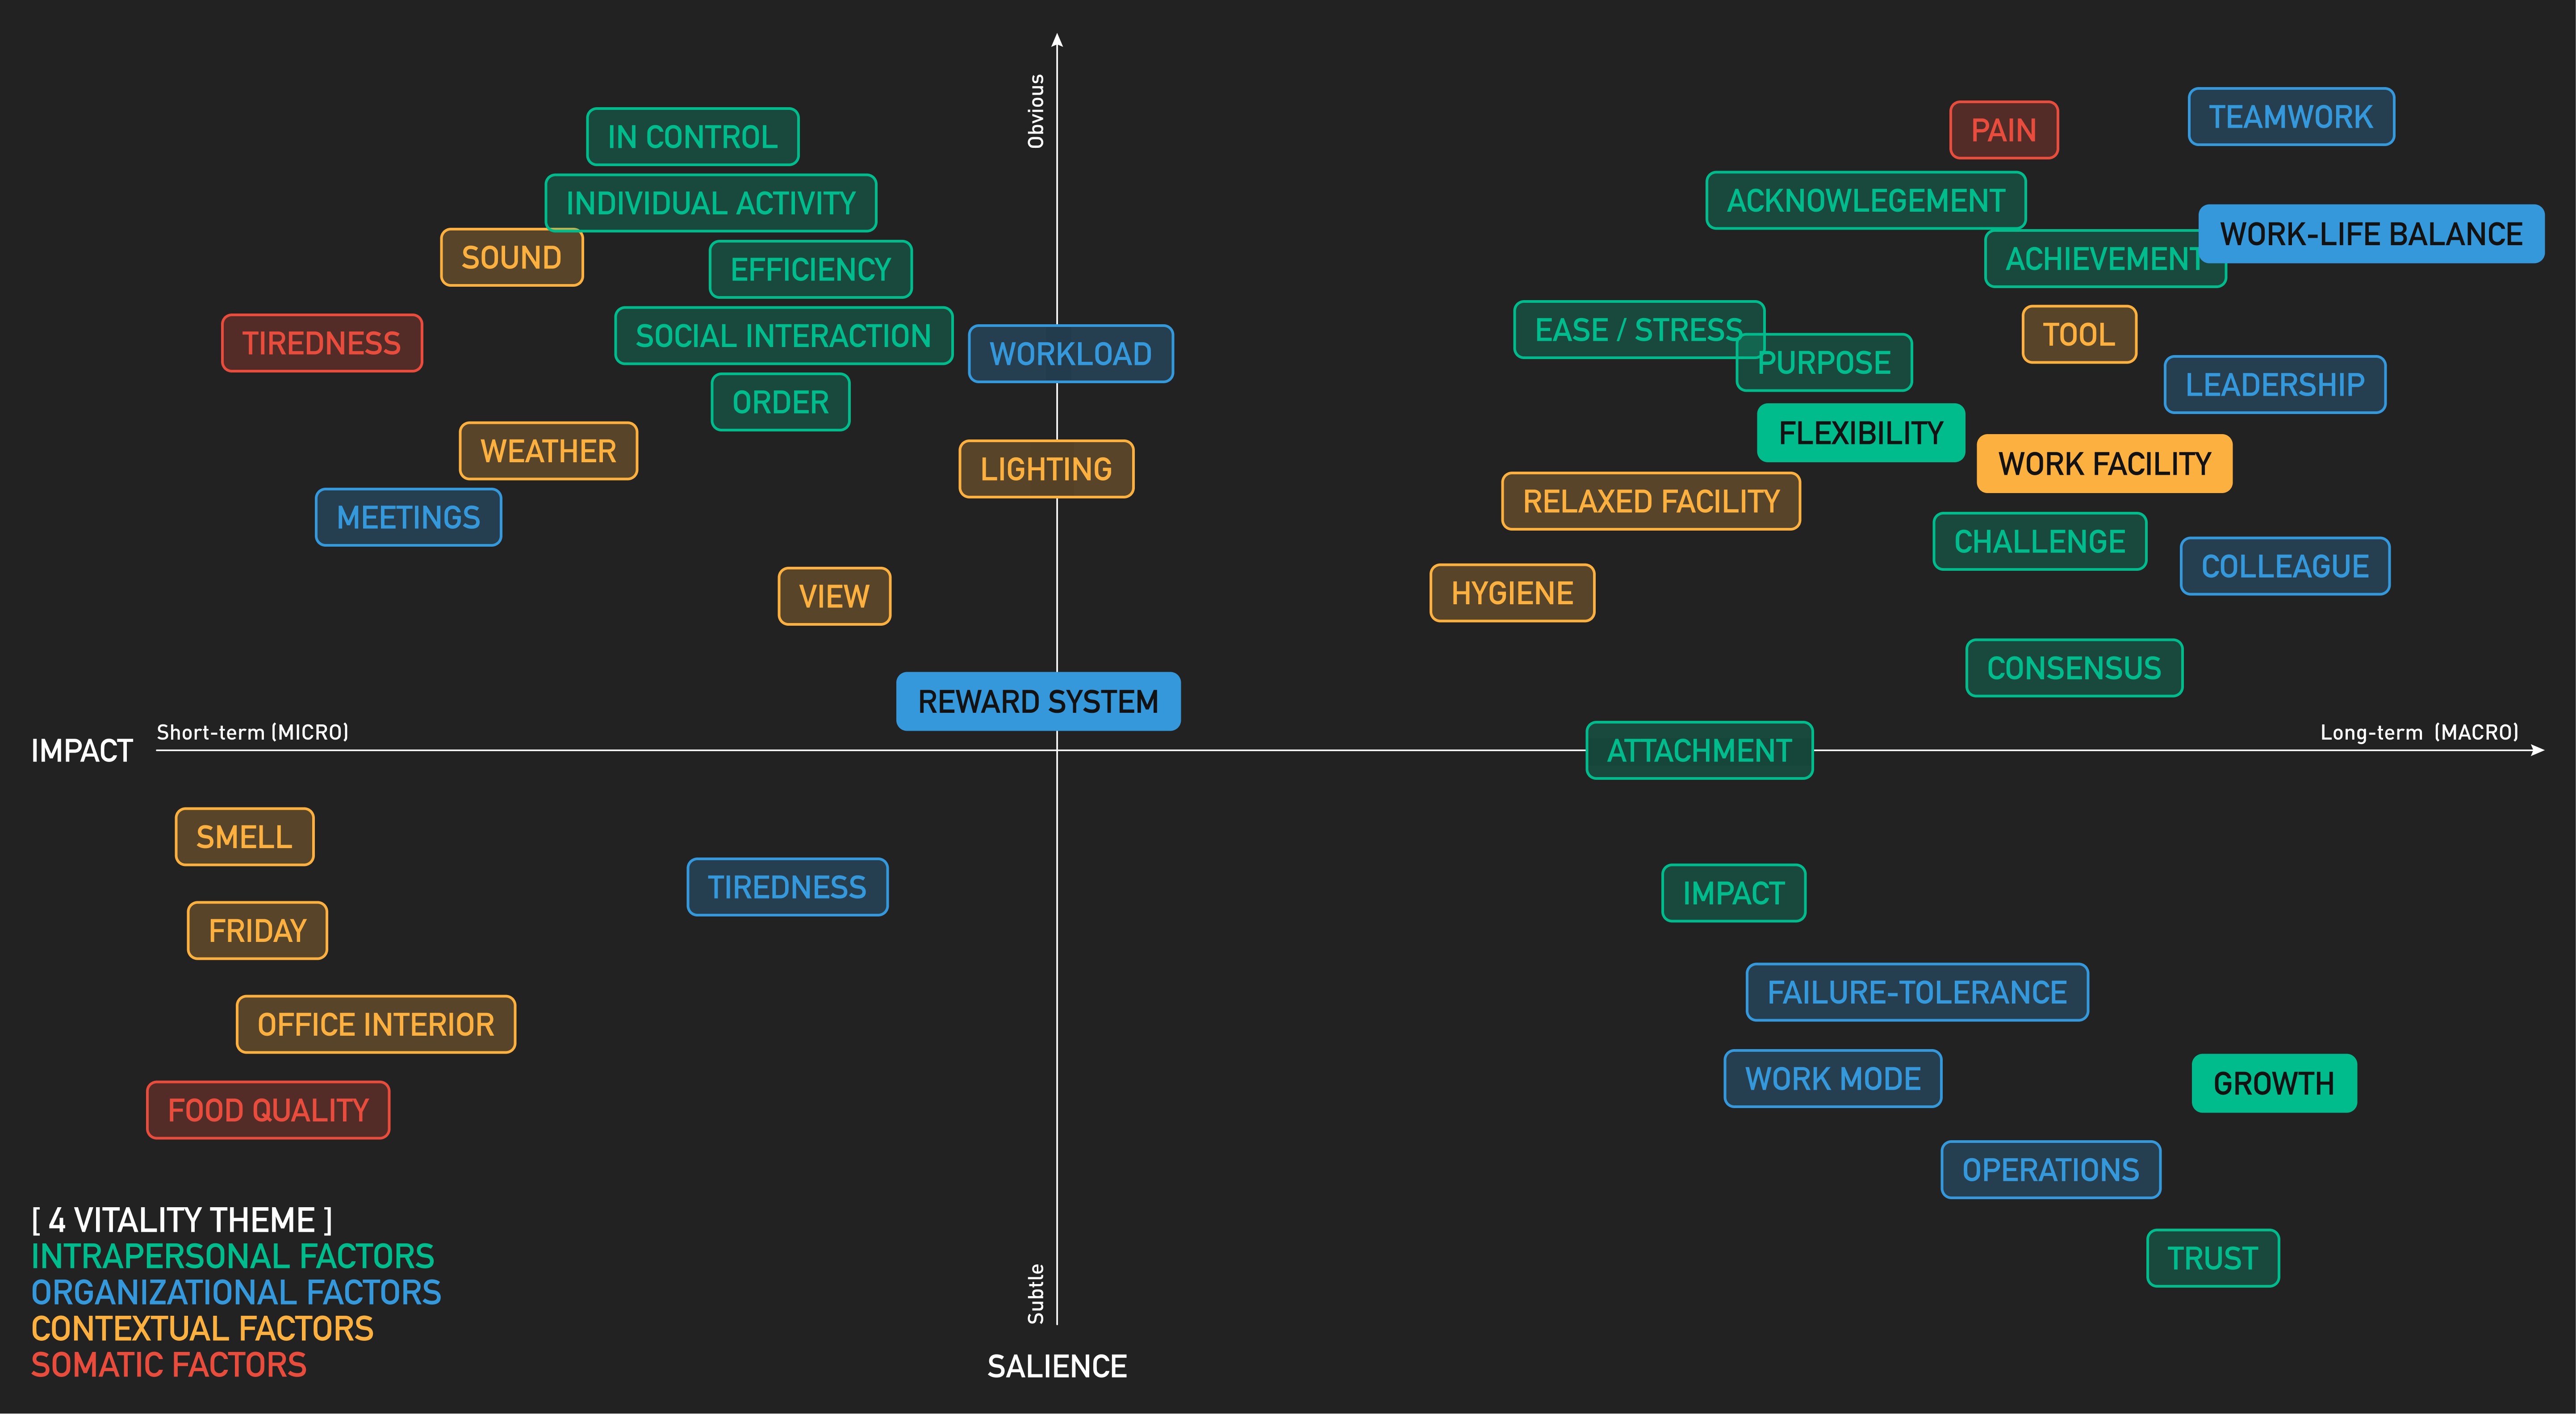 Obvious
TEAMWORK
PAIN
IN CONTROL
ACKNOWLEGEMENT
INDIVIDUAL ACTIVITY
WORK-LIFE BALANCE
SOUND
ACHIEVEMENT
EFFICIENCY
EASE / STRESS
TOOL
SOCIAL INTERACTION
TIREDNESS
WORKLOAD
PURPOSE
LEADERSHIP
ORDER
FLEXIBILITY
WEATHER
WORK FACILITY
LIGHTING
RELAXED FACILITY
MEETINGS
CHALLENGE
COLLEAGUE
HYGIENE
VIEW
CONSENSUS
REWARD SYSTEM
Short-term (MICRO)
Long-term (MACRO)
IMPACT
ATTACHMENT
SMELL
TIREDNESS
IMPACT
FRIDAY
FAILURE-TOLERANCE
OFFICE INTERIOR
WORK MODE
GROWTH
FOOD QUALITY
OPERATIONS
TRUST
Subtle
SALIENCE
[ 4 VITALITY THEME ]
INTRAPERSONAL FACTORS
ORGANIZATIONAL FACTORS
CONTEXTUAL FACTORS
SOMATIC FACTORS